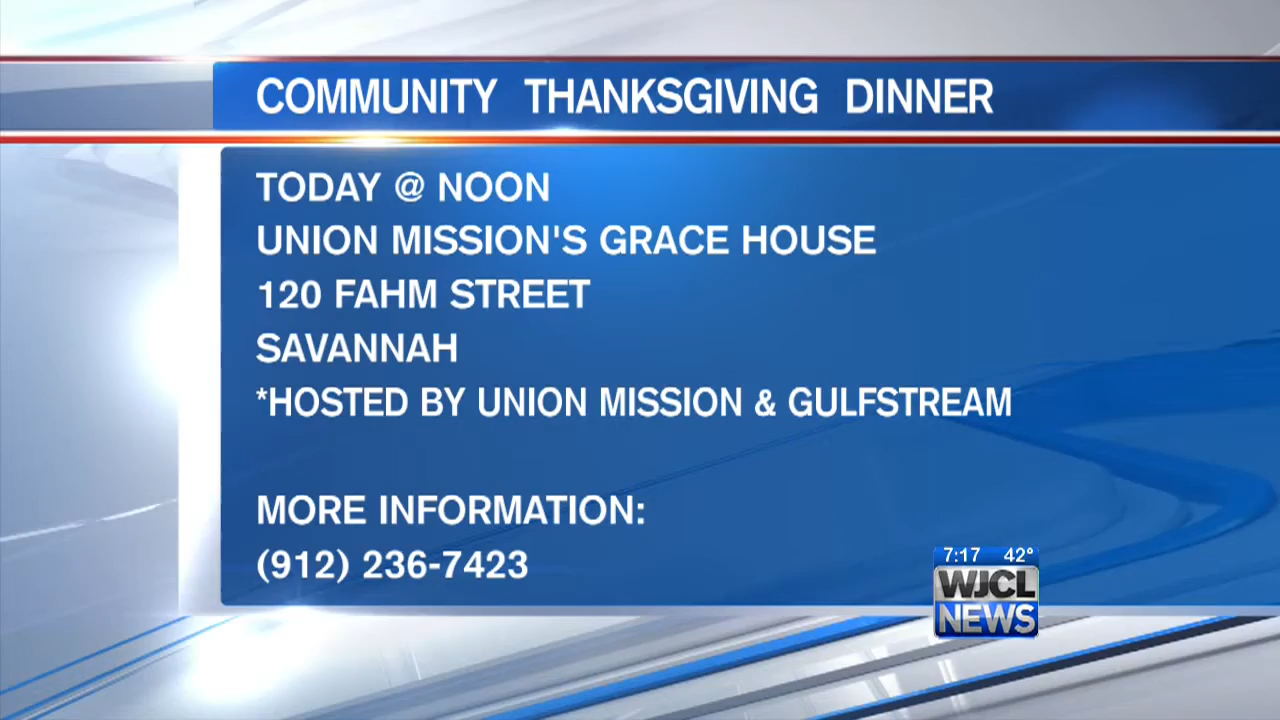 COMMUNITY THANKSGIVING DINNER
TODAY @ NOON
UNION MISSION'S GRACE HOUSE
120 FAHM STREET
SAVANNAH
*HOSTED BY UNION MISSION & GULFSTREAM
MORE INFORMATION:
(912) 236-7423
7:17 42°
WJCL
NEWS